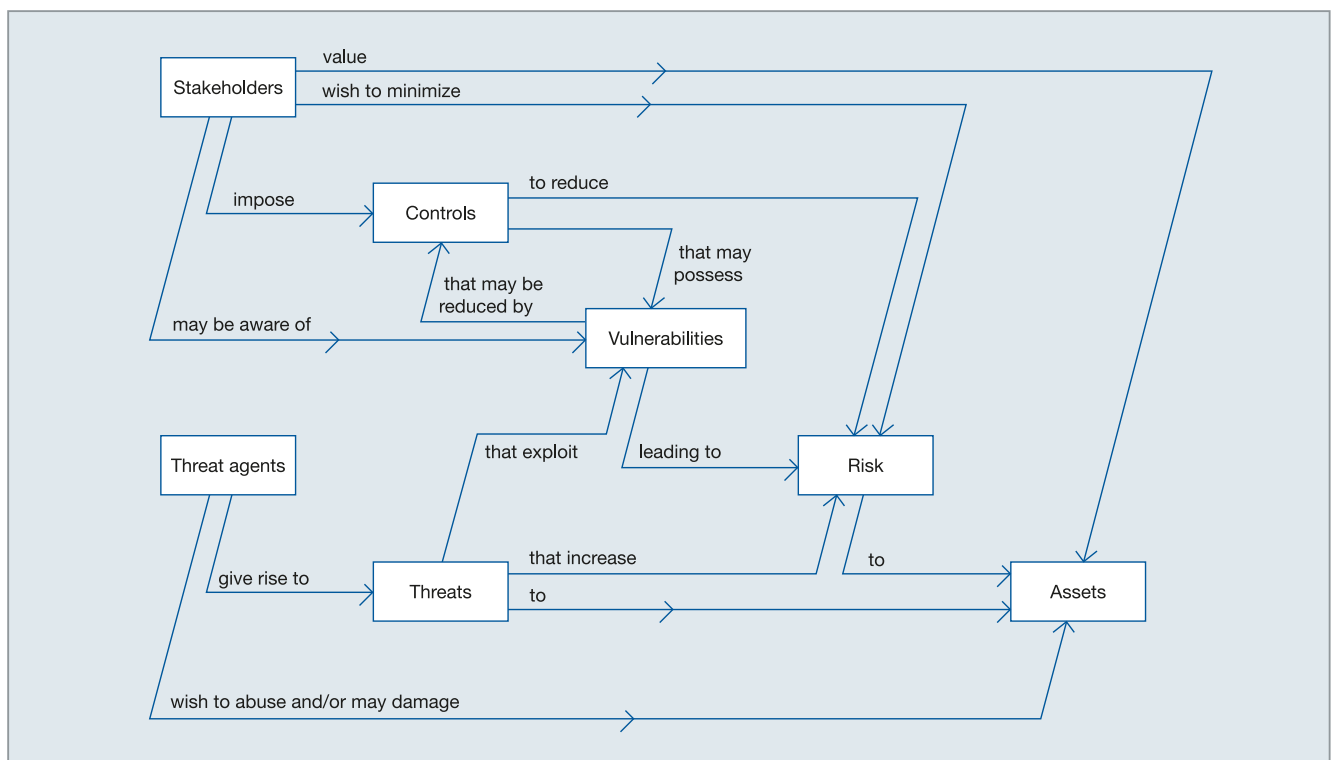 value
Stakeholders
wish to minimize
to reduce
impose
Controls
that may
possess
that may be
reduced by
may be aware of
Vulnerabilities
that exploit
leading to
Threat agents
Risk
that increase
to
give rise to
Threats
to
Assets
wish to abuse and/or may damage